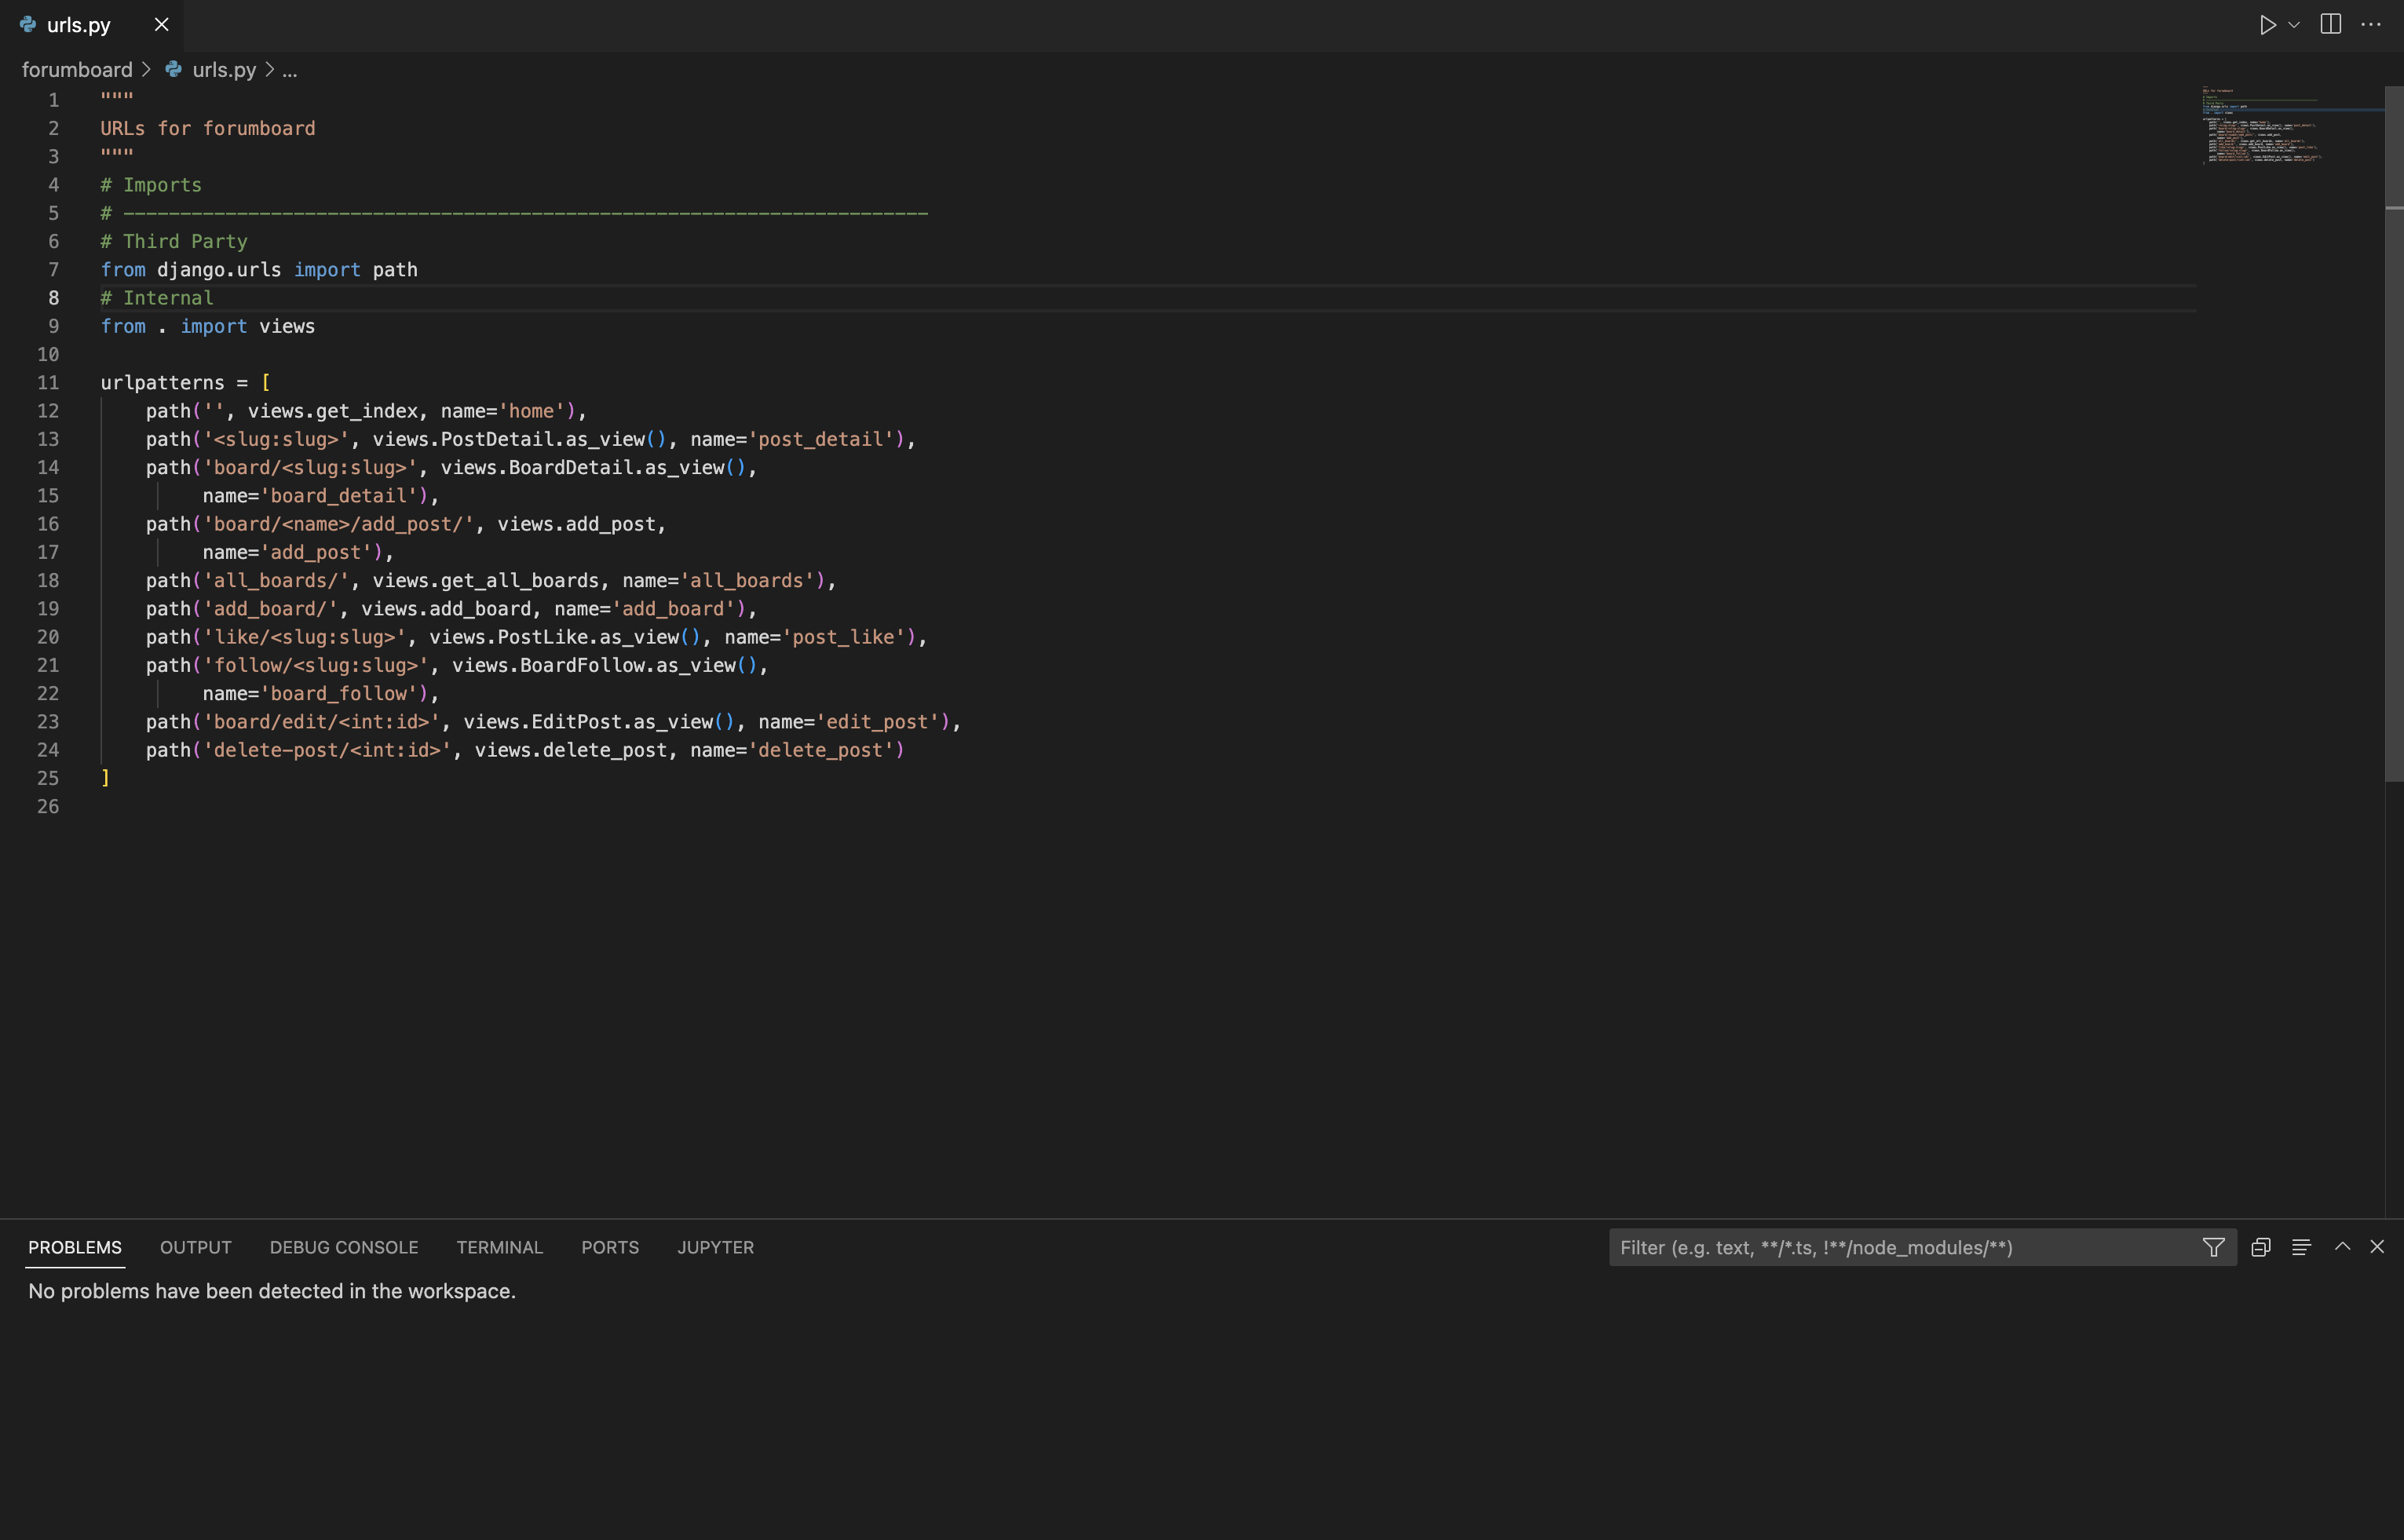 urls.py
forumboard > urls.py > ...
1 """
2 URLs for forumboard
3 """
4 # Imports
5 # -----------------------------------------------------------------------
6 # Third Party
7 from django.urls import path
8 # Internal
9 from . import views
10
11 urlpatterns = [
12     path('', views.get_index, name='home'),
13     path('<slug:slug>', views.PostDetail.as_view(), name='post_detail'),
14     path('board/<slug:slug>', views.BoardDetail.as_view(),
15          name='board_detail'),
16     path('board/<name>/add_post/', views.add_post,
17          name='add_post'),
18     path('all_boards/', views.get_all_boards, name='all_boards'),
19     path('add_board/', views.add_board, name='add_board'),
20     path('like/<slug:slug>', views.PostLike.as_view(), name='post_like'),
21     path('follow/<slug:slug>', views.BoardFollow.as_view(),
22          name='board_follow'),
23     path('board/edit/<int:id>', views.EditPost.as_view(), name='edit_post'),
24     path('delete-post/<int:id>', views.delete_post, name='delete_post')
25 ]
26
PROBLEMS OUTPUT DEBUG CONSOLE TERMINAL PORTS JUPYTER Filter (e.g. text, **/*.ts, !**/node_modules/**)
No problems have been detected in the workspace.